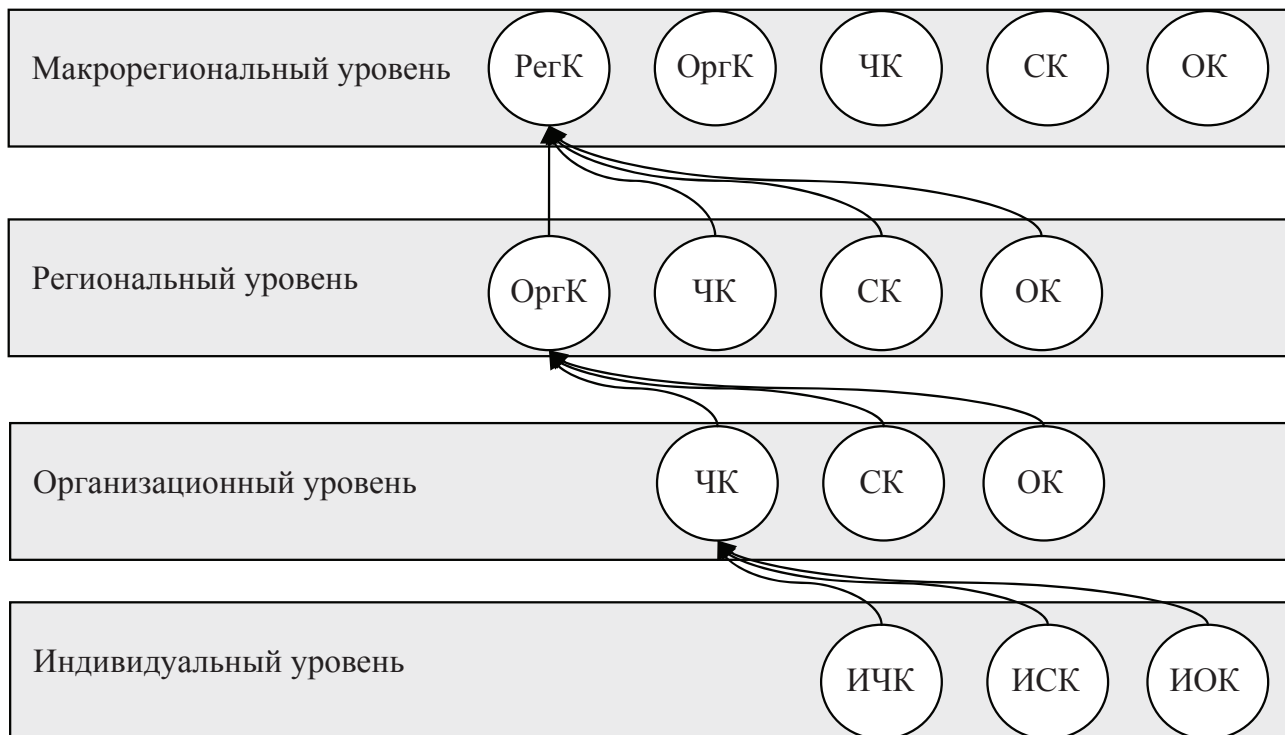 Макрорегиональный уровень РегК ОргК ЧК СК ОК
Региональный уровень ОргК ЧК СК ОК
Организационный уровень ЧК СК ОК
Индивидуальный уровень ИЧК ИСК ИОК